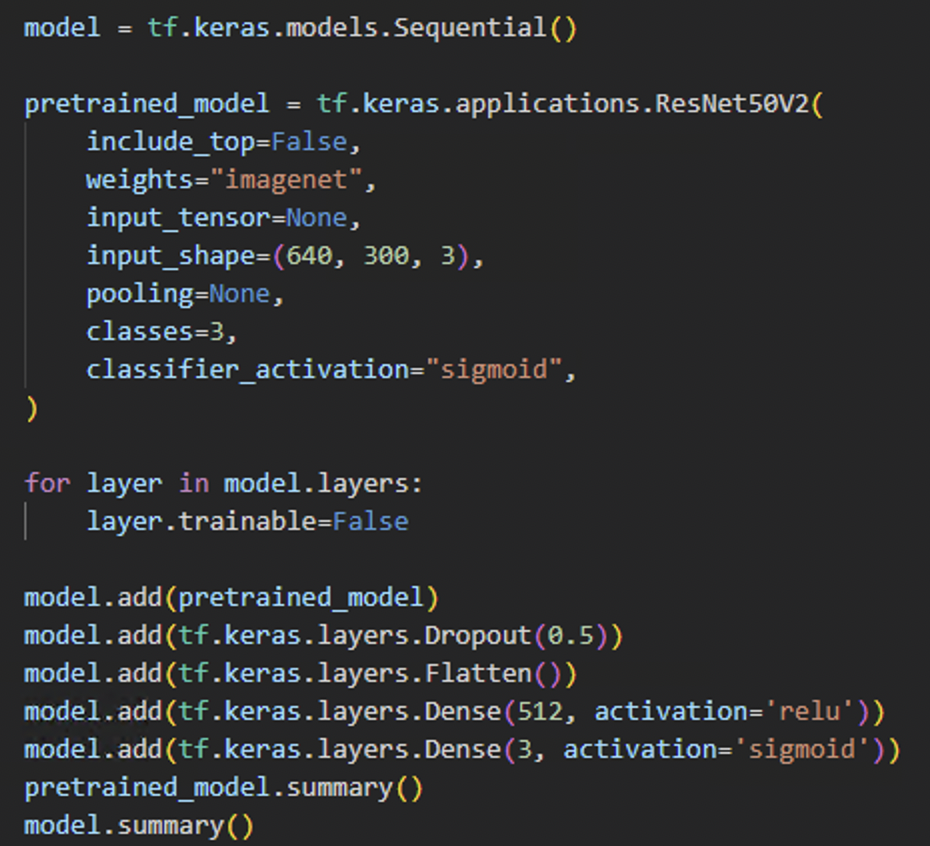 model = tf.keras.models.Sequential()
pretrained_model = tf.keras.applications.ResNet50V2(
    include_top=False,
    weights="imagenet",
    input_tensor=None,
    input_shape=(640, 300, 3),
    pooling=None,
    classes=3,
    classifier_activation="sigmoid",
)
for layer in model.layers:
    layer.trainable=False
model.add(pretrained_model)
model.add(tf.keras.layers.Dropout(0.5))
model.add(tf.keras.layers.Flatten())
model.add(tf.keras.layers.Dense(512, activation='relu'))
model.add(tf.keras.layers.Dense(3, activation='sigmoid'))
pretrained_model.summary()
model.summary()